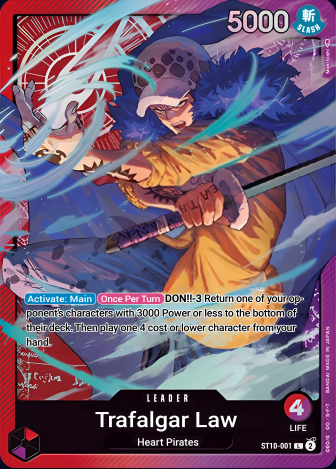 5000
斬
SLASH
Activate: Main Once Per Turn DON!!-3 Return one of your op-
ponent's characters with 3000 Power or less to the bottom of
their deck. Then play one 4 cost or lower character from your
hand.
LEADER
Trafalgar Law
Heart Pirates
4
LIFE
ST10-001 L 2
BANDAI MADE IN JAPAN